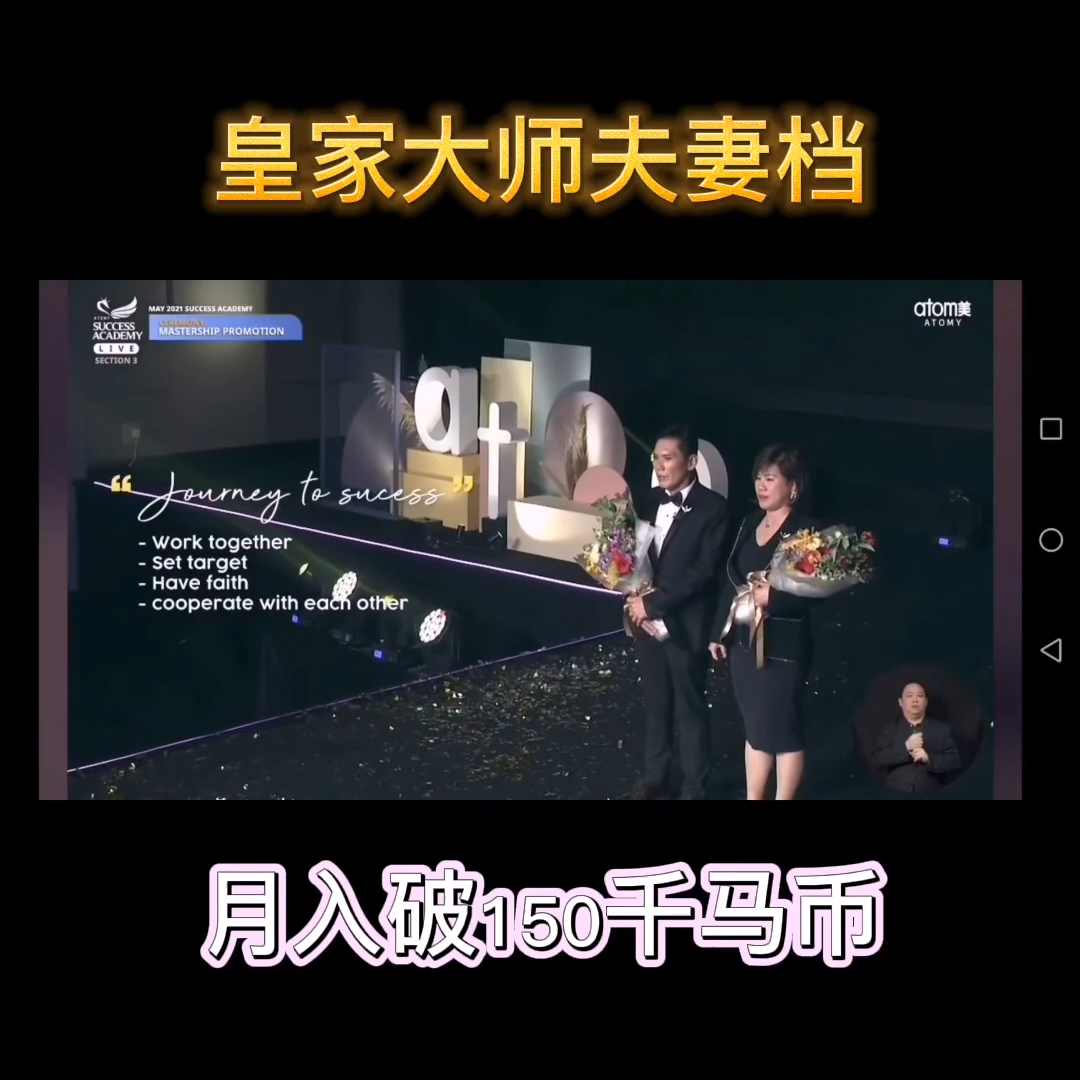 皇家大师夫妻档
ATOMY
SUCCESS
ACADEMY
LIVE
SECTION 3
MAY 2021 SUCCESS ACADEMY
CEREMONY
MASTERSHIP PROMOTION
atom美
ATOMY
at
“ Journey to sucess ”
- Work together
- Set target
- Have faith
- cooperate with each other
月入破150千马币